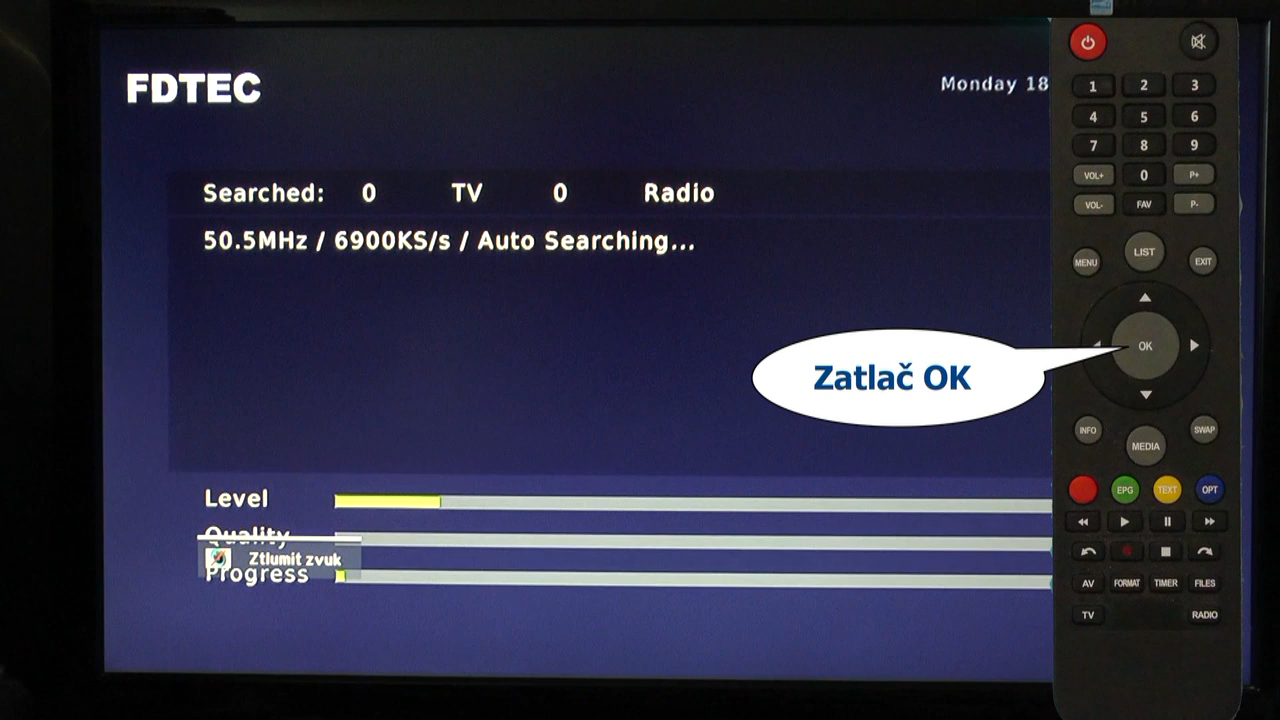 FDTEC
Monday 18
Searched: 0 TV 0 Radio
50.5MHz / 6900KS/s / Auto Searching...
Zatlač OK
Level
Quality
Ztlumit zvuk
Progress
1 2 3
4 5 6
7 8 9
VOL+ 0 P+
VOL- FAV P-
MENU LIST EXIT
OK
INFO MEDIA SWAP
EPG TEXT OPT
AV FORMAT TIMER FILES
TV RADIO